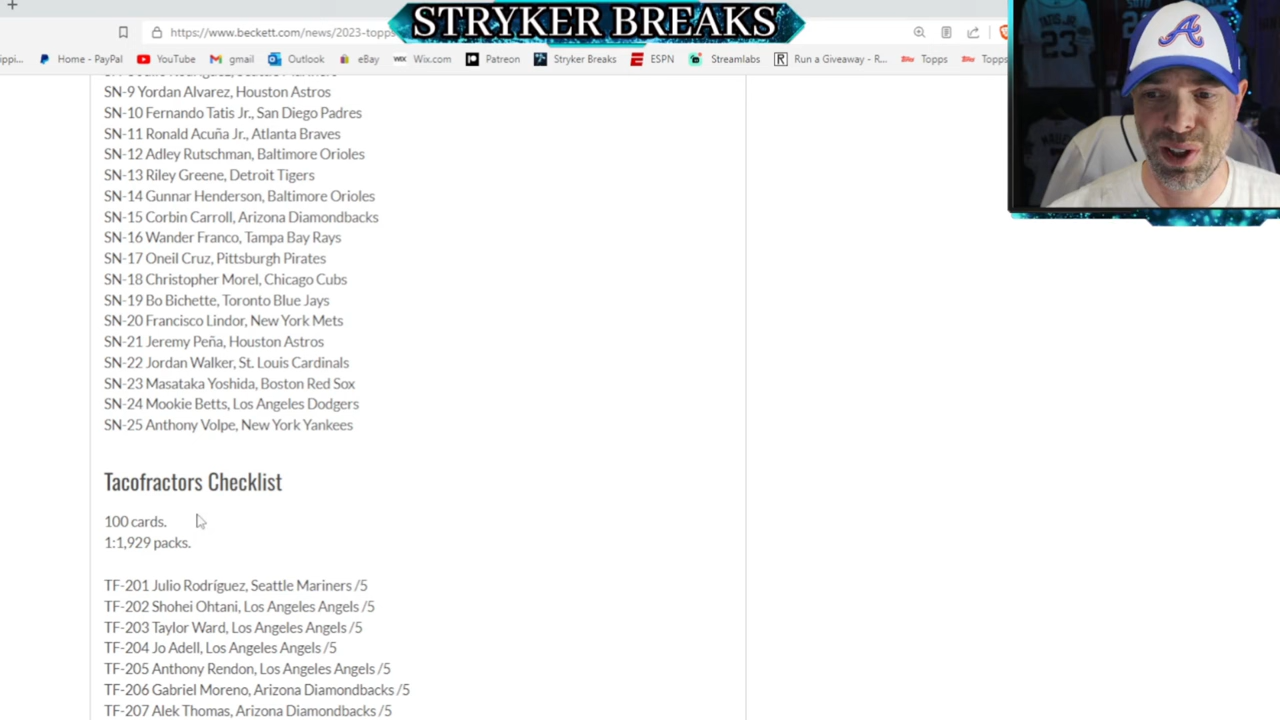 STRYKER BREAKS
https://www.beckett.com/news/2023-topps
Home - PayPal
YouTube
gmail
Outlook
eBay
Wix.com
Patreon
Stryker Breaks
ESPN
Streamlabs
Run a Giveaway - R...
Topps
Topps
SN-9 Yordan Alvarez, Houston Astros
SN-10 Fernando Tatis Jr., San Diego Padres
SN-11 Ronald Acuña Jr., Atlanta Braves
SN-12 Adley Rutschman, Baltimore Orioles
SN-13 Riley Greene, Detroit Tigers
SN-14 Gunnar Henderson, Baltimore Orioles
SN-15 Corbin Carroll, Arizona Diamondbacks
SN-16 Wander Franco, Tampa Bay Rays
SN-17 Oneil Cruz, Pittsburgh Pirates
SN-18 Christopher Morel, Chicago Cubs
SN-19 Bo Bichette, Toronto Blue Jays
SN-20 Francisco Lindor, New York Mets
SN-21 Jeremy Peña, Houston Astros
SN-22 Jordan Walker, St. Louis Cardinals
SN-23 Masataka Yoshida, Boston Red Sox
SN-24 Mookie Betts, Los Angeles Dodgers
SN-25 Anthony Volpe, New York Yankees
Tacofractors Checklist
100 cards.
1:1,929 packs.
TF-201 Julio Rodríguez, Seattle Mariners /5
TF-202 Shohei Ohtani, Los Angeles Angels /5
TF-203 Taylor Ward, Los Angeles Angels /5
TF-204 Jo Adell, Los Angeles Angels /5
TF-205 Anthony Rendon, Los Angeles Angels /5
TF-206 Gabriel Moreno, Arizona Diamondbacks /5
TF-207 Alek Thomas, Arizona Diamondbacks /5